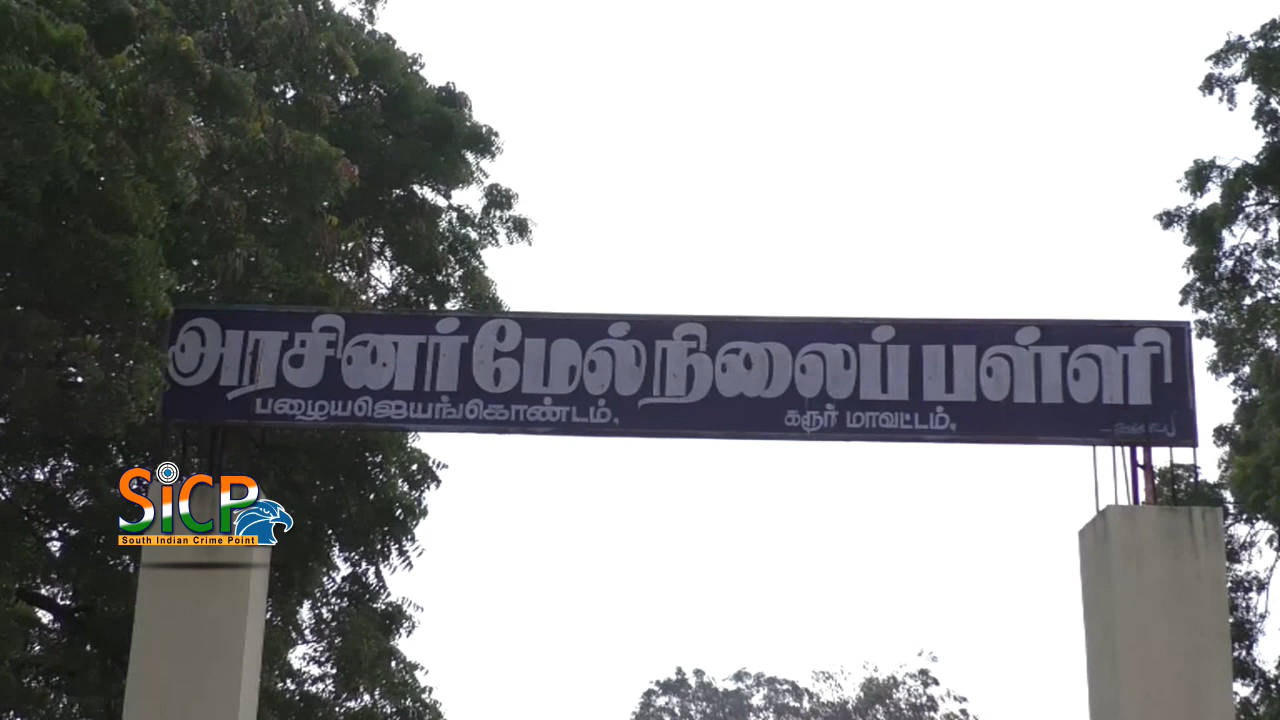 அரசினர் மேல்நிலைப் பள்ளி
பழையஜெயங்கொண்டம், கரூர் மாவட்டம்,
SiCP
South Indian Crime Point